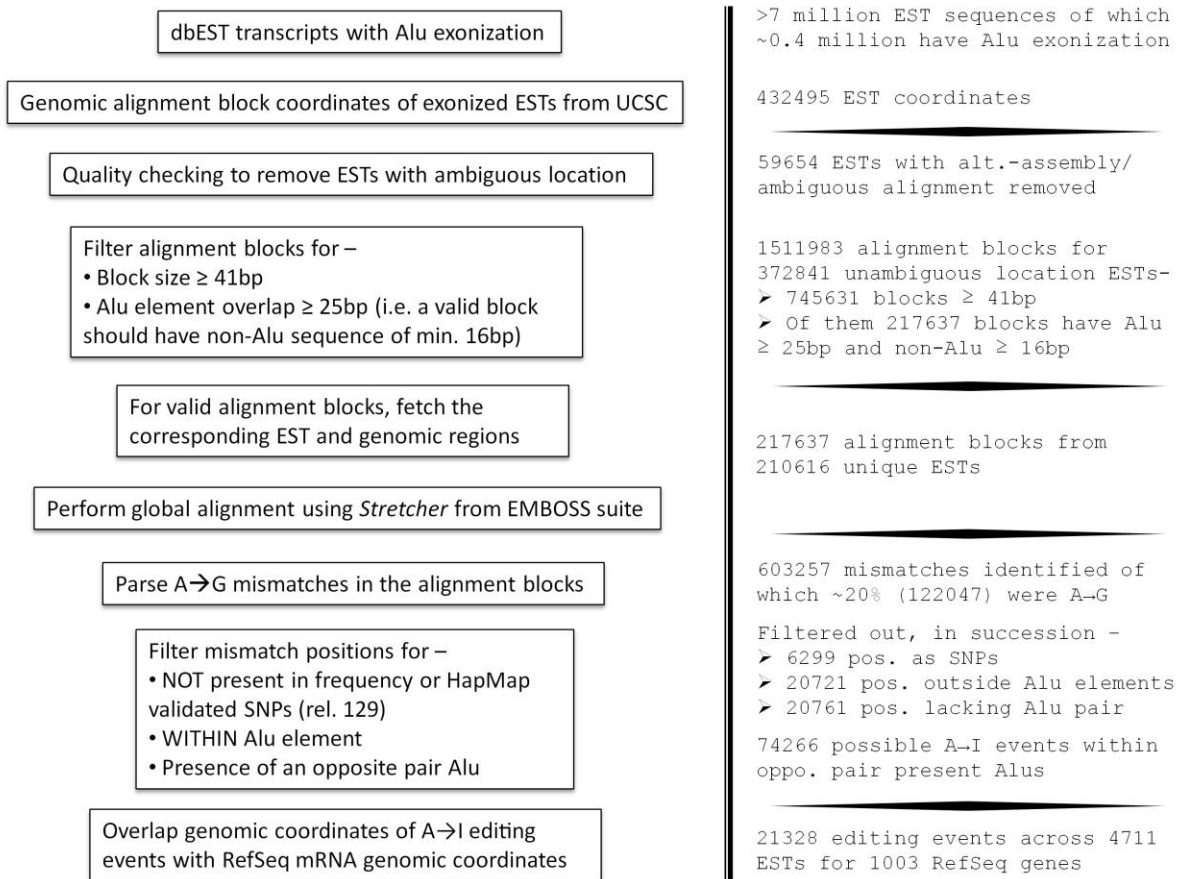 dbEST transcripts with Alu exonization
Genomic alignment block coordinates of exonized ESTs from UCSC
Quality checking to remove ESTs with ambiguous location
Filter alignment blocks for –
• Block size ≥ 41bp
• Alu element overlap ≥ 25bp (i.e. a valid block
should have non-Alu sequence of min. 16bp)
For valid alignment blocks, fetch the
corresponding EST and genomic regions
Perform global alignment using Stretcher from EMBOSS suite
Parse A→G mismatches in the alignment blocks
Filter mismatch positions for –
• NOT present in frequency or HapMap
validated SNPs (rel. 129)
• WITHIN Alu element
• Presence of an opposite pair Alu
Overlap genomic coordinates of A→I editing
events with RefSeq mRNA genomic coordinates
>7 million EST sequences of which
~0.4 million have Alu exonization
432495 EST coordinates
59654 ESTs with alt.-assembly/
ambiguous alignment removed
1511983 alignment blocks for
372841 unambiguous location ESTs-
➤ 745631 blocks ≥ 41bp
➤ Of them 217637 blocks have Alu
≥ 25bp and non-Alu ≥ 16bp
217637 alignment blocks from
210616 unique ESTs
603257 mismatches identified of
which ~20% (122047) were A→G
Filtered out, in succession –
➤ 6299 pos. as SNPs
➤ 20721 pos. outside Alu elements
➤ 20761 pos. lacking Alu pair
74266 possible A→I events within
oppo. pair present Alus
21328 editing events across 4711
ESTs for 1003 RefSeq genes